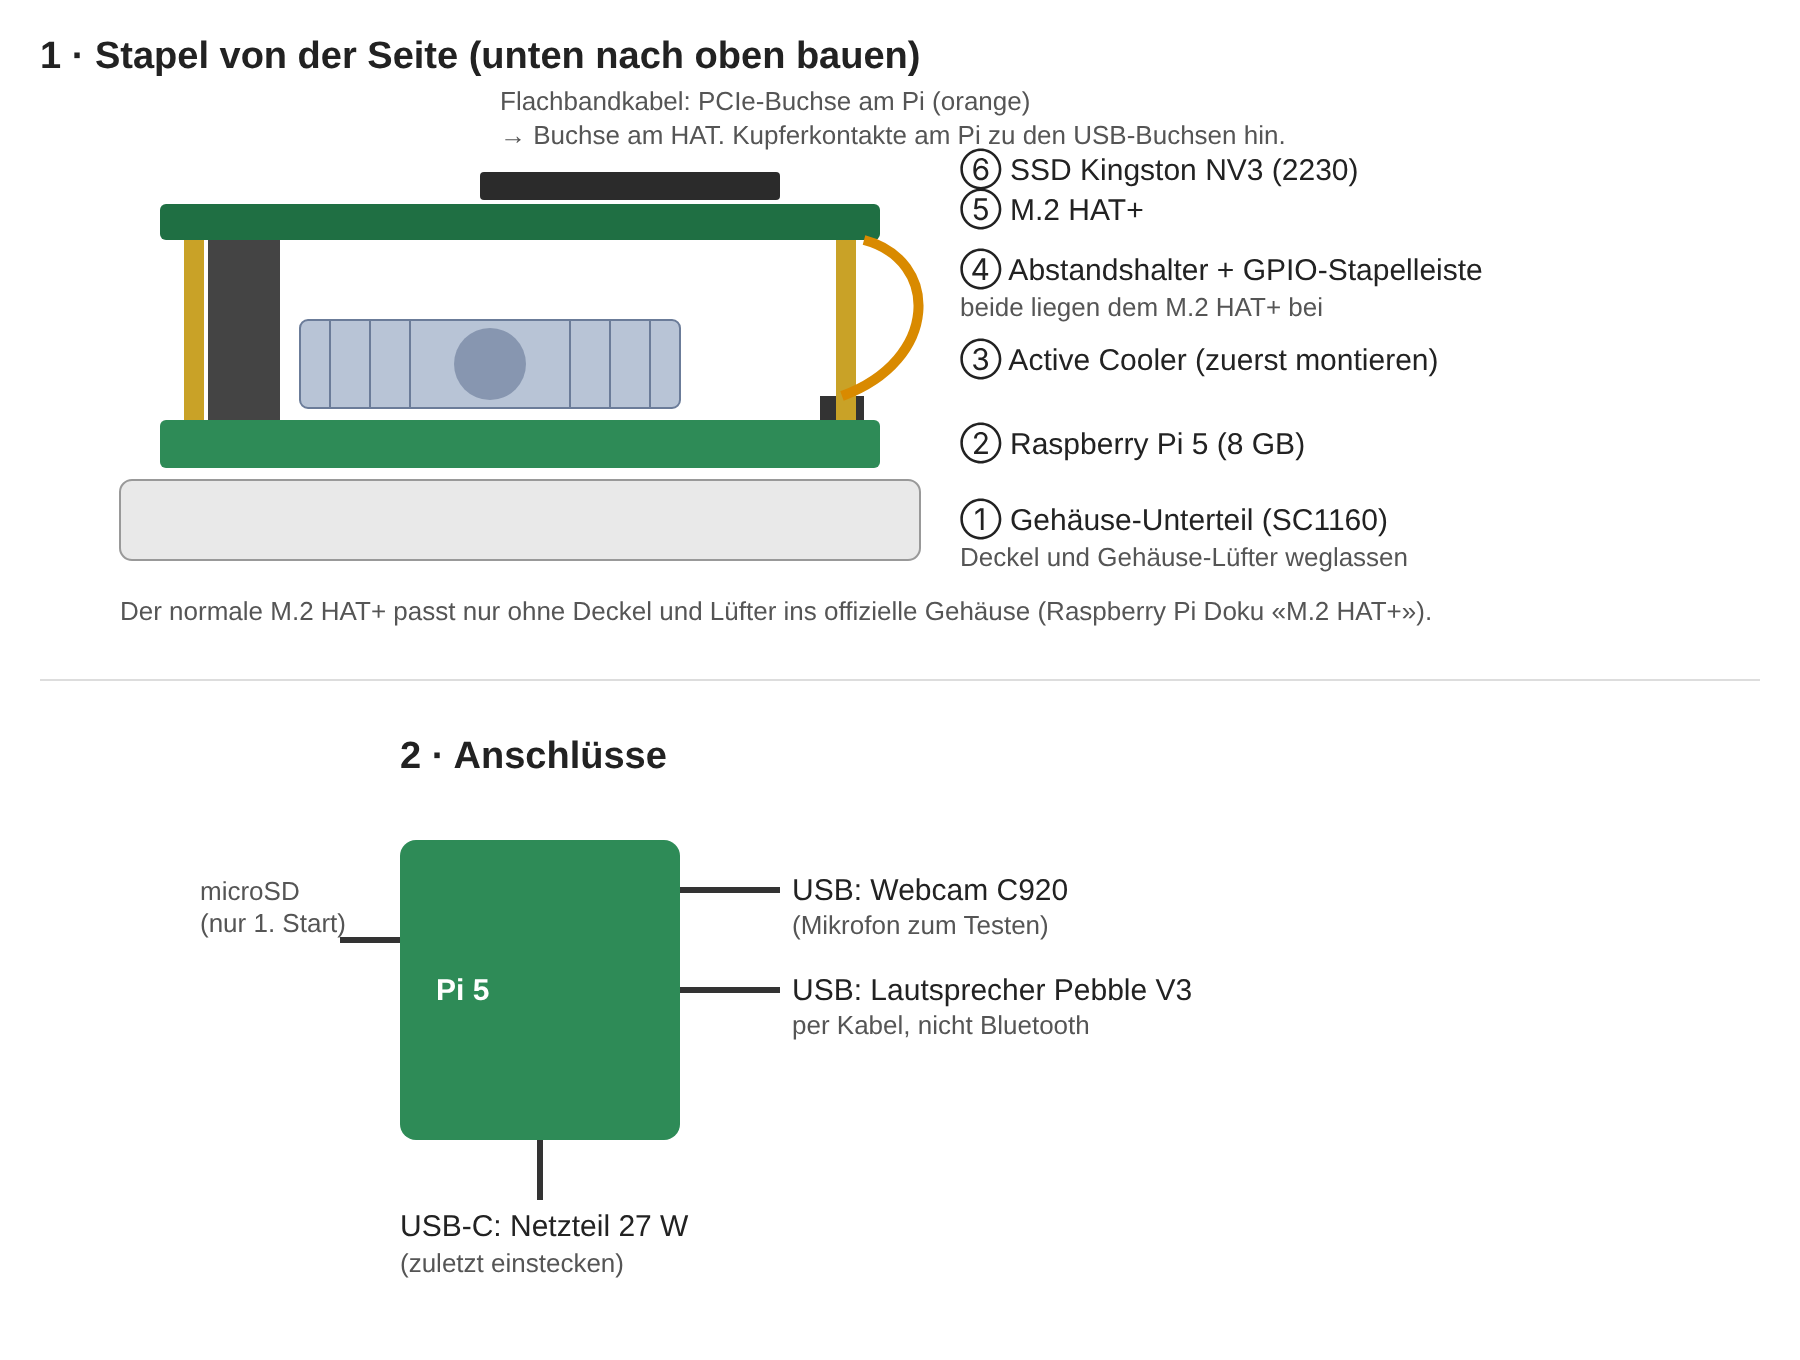 1 · Stapel von der Seite (unten nach oben bauen)
Flachbandkabel: PCIe-Buchse am Pi (orange)
→ Buchse am HAT. Kupferkontakte am Pi zu den USB-Buchsen hin.
⑥ SSD Kingston NV3 (2230)
⑤ M.2 HAT+
④ Abstandshalter + GPIO-Stapelleiste
beide liegen dem M.2 HAT+ bei
③ Active Cooler (zuerst montieren)
② Raspberry Pi 5 (8 GB)
① Gehäuse-Unterteil (SC1160)
Deckel und Gehäuse-Lüfter weglassen
Der normale M.2 HAT+ passt nur ohne Deckel und Lüfter ins offizielle Gehäuse (Raspberry Pi Doku «M.2 HAT+»).
2 · Anschlüsse
microSD
(nur 1. Start)
Pi 5
USB: Webcam C920
(Mikrofon zum Testen)
USB: Lautsprecher Pebble V3
per Kabel, nicht Bluetooth
USB-C: Netzteil 27 W
(zuletzt einstecken)